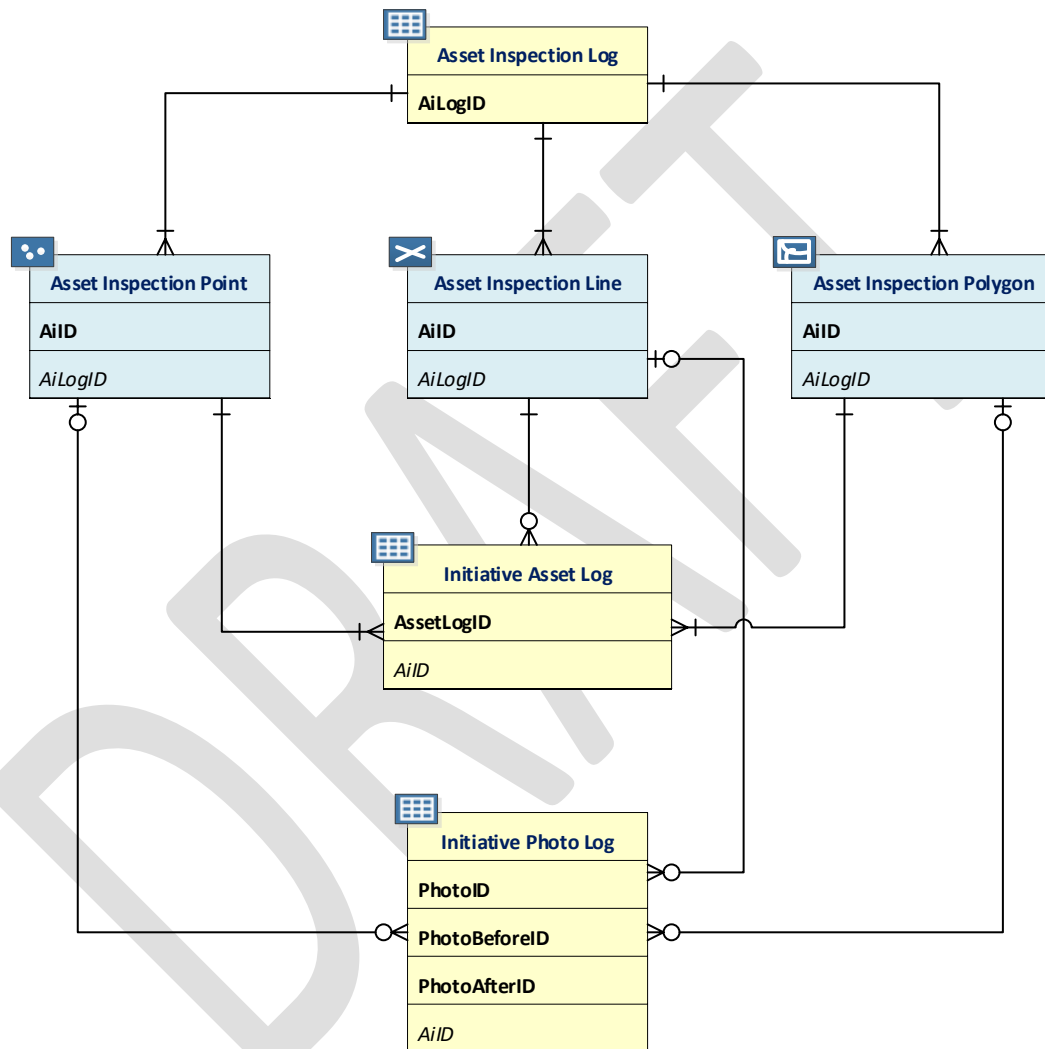 Asset Inspection Log
AiLogID
Asset Inspection Point
AiID
AiLogID
Asset Inspection Line
AiID
AiLogID
Asset Inspection Polygon
AiID
AiLogID
Initiative Asset Log
AssetLogID
AiID
Initiative Photo Log
PhotoID
PhotoBeforeID
PhotoAfterID
AiID
DRAFT